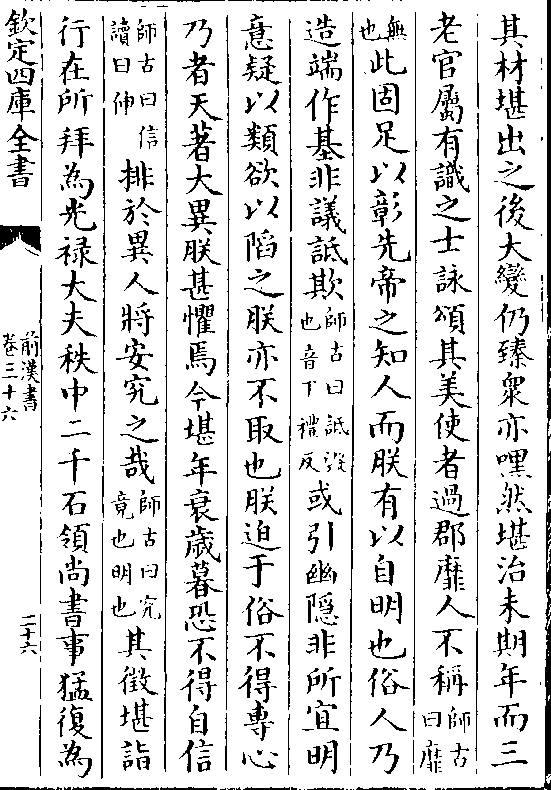 其材堪出之後大變仍臻衆亦嘿然堪治未期年而三
老官屬有識之士詠頌其美使者過郡靡人不稱師古曰靡
無也此固足以彰先帝之知人而朕有以自明也俗人乃
造端作基非議詆欺師古曰詆毀也音丁禮反或引幽隱非所宜明
意疑以類欲以陷之朕亦不取也朕迫于俗不得專心
乃者天著大異朕甚懼焉今堪年衰歲暮恐不得自信
師古曰信讀曰伸排於異人將安究之哉師古曰究竟也明也其徵堪詣
行在所拜為光禄大夫秩中二千石領尚書事猛復為
欽定四庫全書
前漢書
卷三十六
二十六